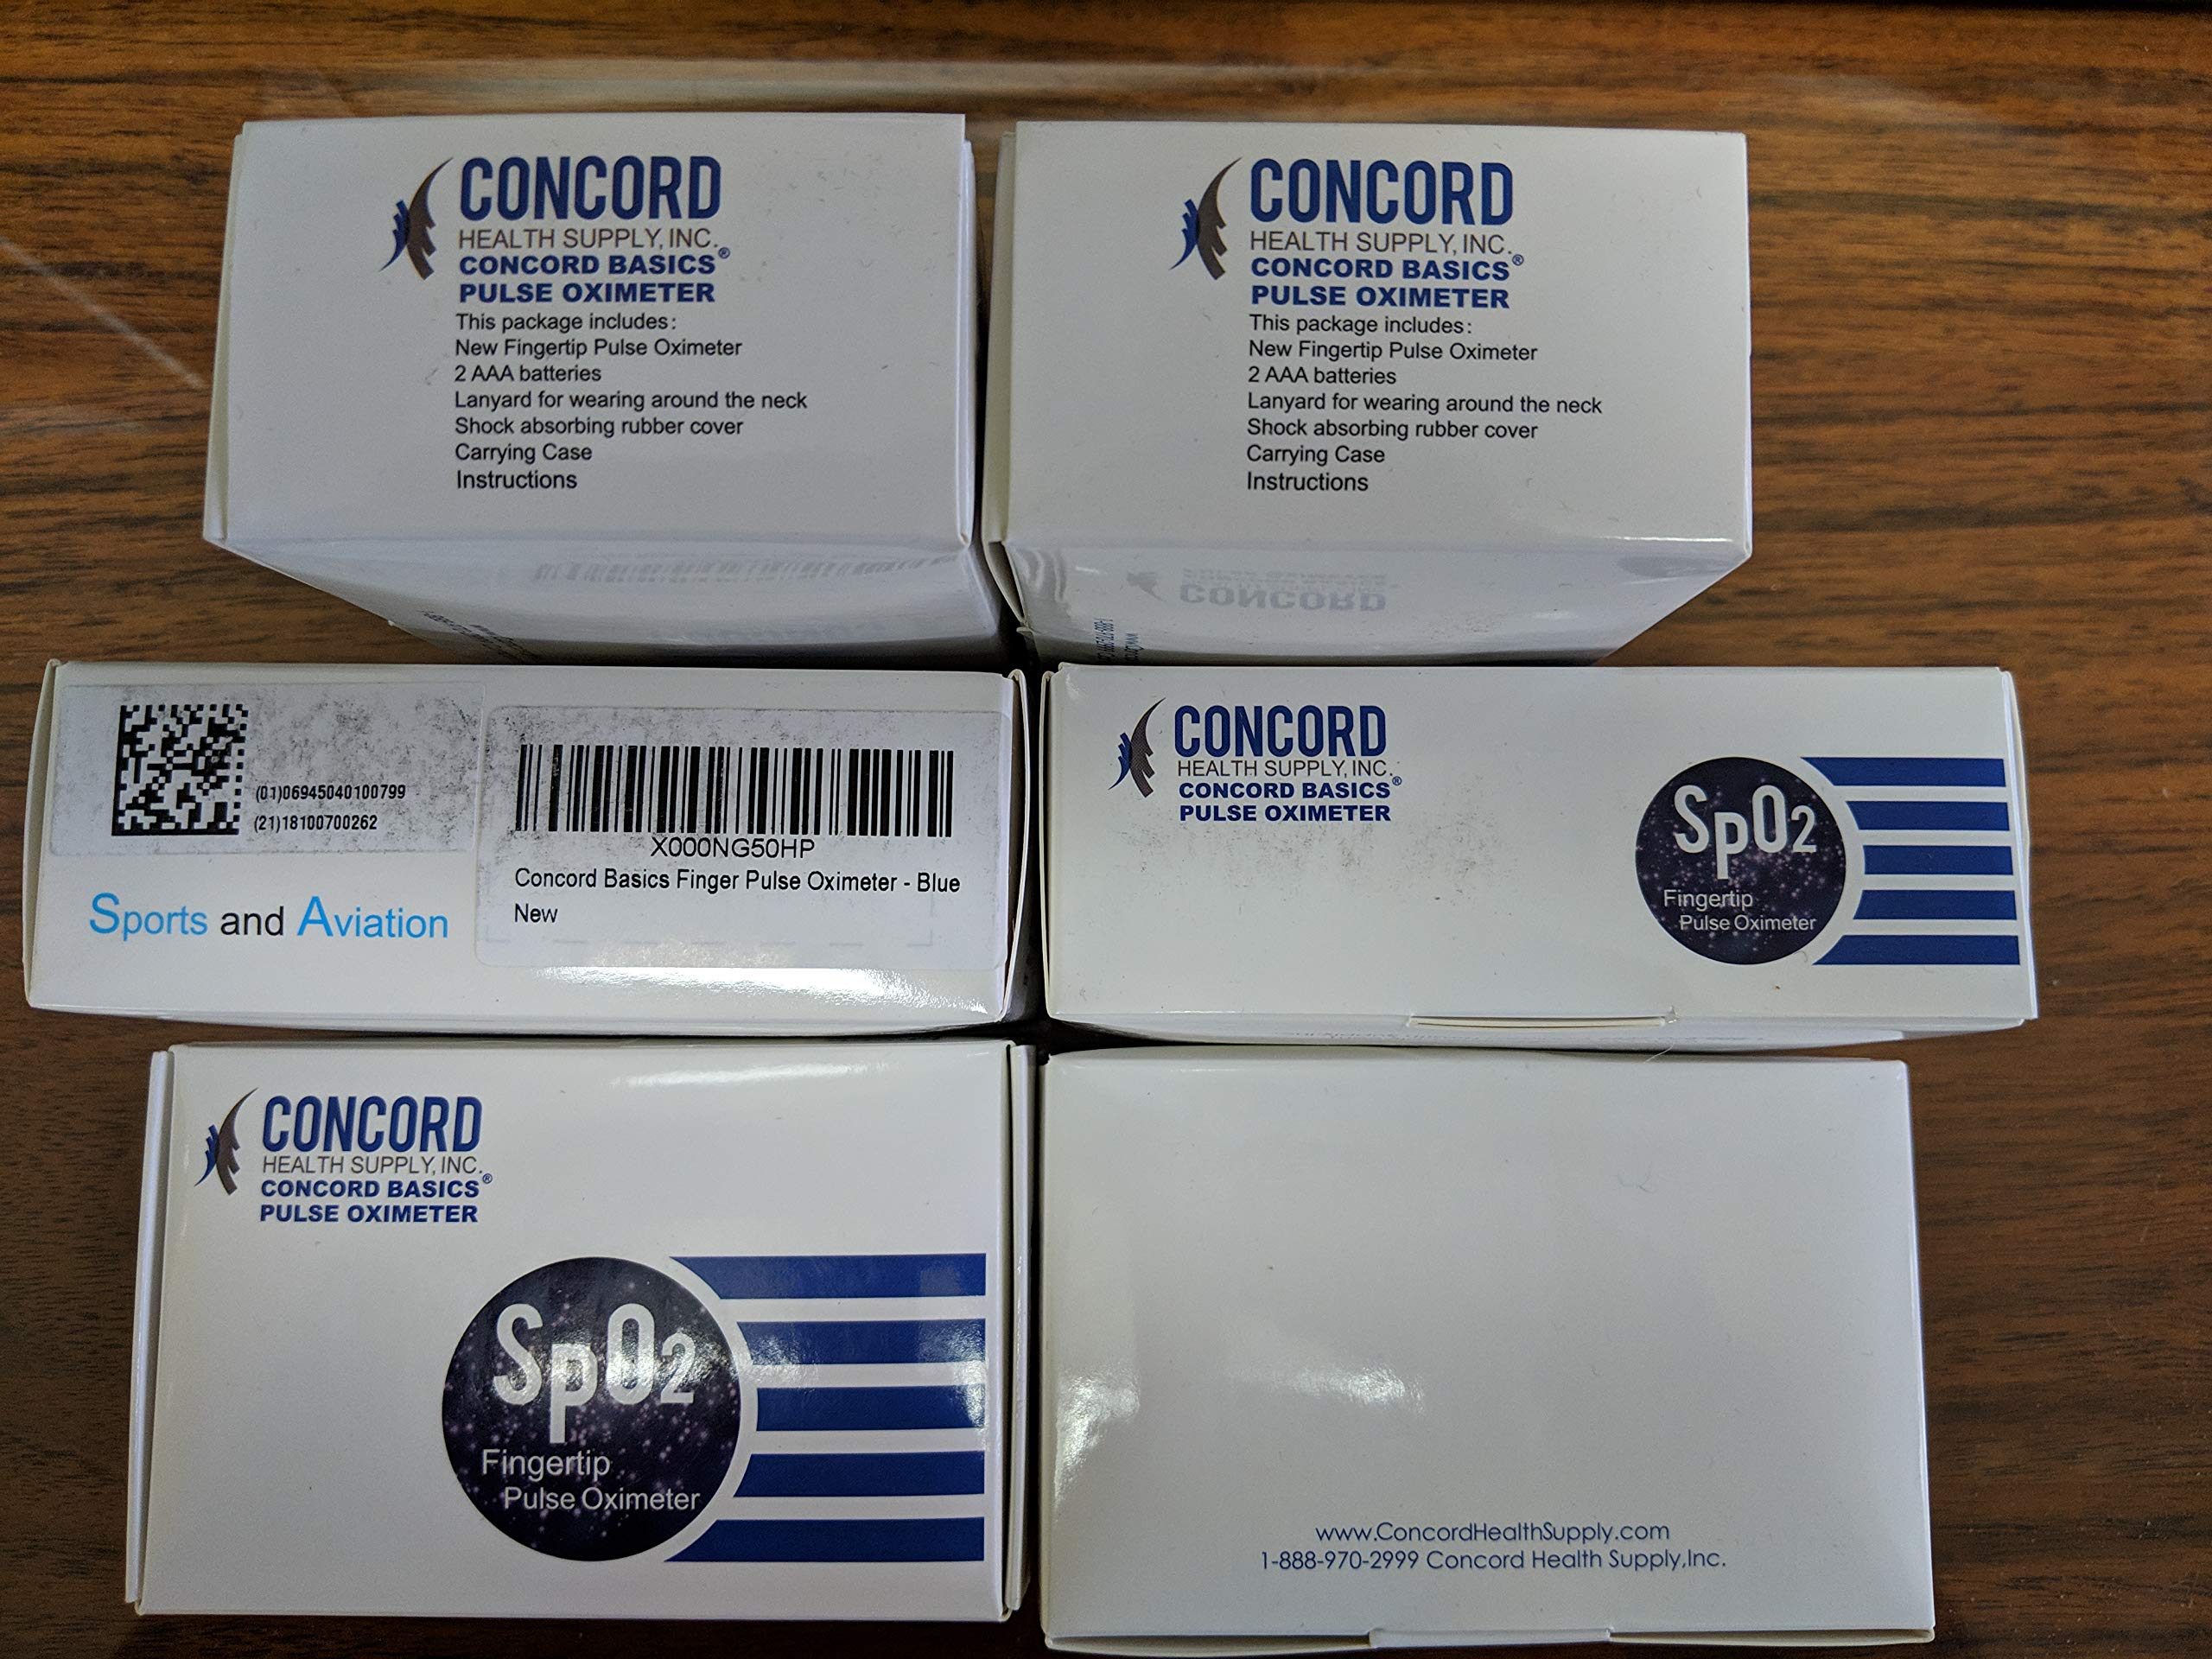 CONCORD
HEALTH SUPPLY, INC.
CONCORD BASICS®
PULSE OXIMETER
This package includes:
New Fingertip Pulse Oximeter
2 AAA batteries
Lanyard for wearing around the neck
Shock absorbing rubber cover
Carrying Case
Instructions
CONCORD
HEALTH SUPPLY, INC.
CONCORD BASICS®
PULSE OXIMETER
This package includes:
New Fingertip Pulse Oximeter
2 AAA batteries
Lanyard for wearing around the neck
Shock absorbing rubber cover
Carrying Case
Instructions
(01)06945040100799
(21)18100700262
Sports and Aviation
X000NG50HP
Concord Basics Finger Pulse Oximeter - Blue
New
CONCORD
HEALTH SUPPLY, INC.
CONCORD BASICS®
PULSE OXIMETER
SpO2
Fingertip
Pulse Oximeter
CONCORD
HEALTH SUPPLY, INC.
CONCORD BASICS®
PULSE OXIMETER
SpO2
Fingertip
Pulse Oximeter
www.ConcordHealthSupply.com
1-888-970-2999 Concord Health Supply,Inc.